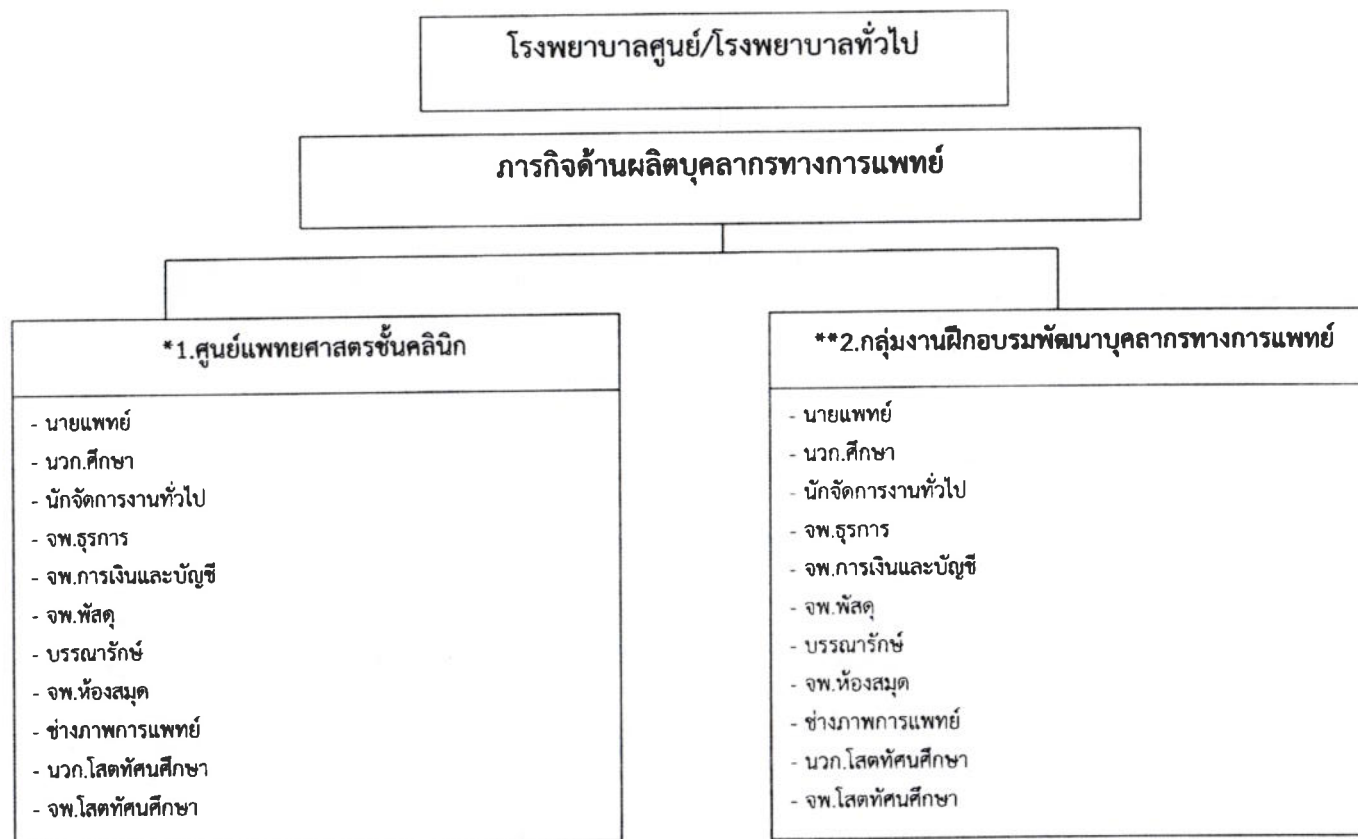 โรงพยาบาลศูนย์/โรงพยาบาลทั่วไป
ภารกิจด้านผลิตบุคลากรทางการแพทย์
*1.ศูนย์แพทยศาสตรชั้นคลินิก
- นายแพทย์
- นวก.ศึกษา
- นักจัดการงานทั่วไป
- จพ.ธุรการ
- จพ.การเงินและบัญชี
- จพ.พัสดุ
- บรรณารักษ์
- จพ.ห้องสมุด
- ช่างภาพการแพทย์
- นวก.โสตทัศนศึกษา
- จพ.โสตทัศนศึกษา
**2.กลุ่มงานฝึกอบรมพัฒนาบุคลากรทางการแพทย์
- นายแพทย์
- นวก.ศึกษา
- นักจัดการงานทั่วไป
- จพ.ธุรการ
- จพ.การเงินและบัญชี
- จพ.พัสดุ
- บรรณารักษ์
- จพ.ห้องสมุด
- ช่างภาพการแพทย์
- นวก.โสตทัศนศึกษา
- จพ.โสตทัศนศึกษา